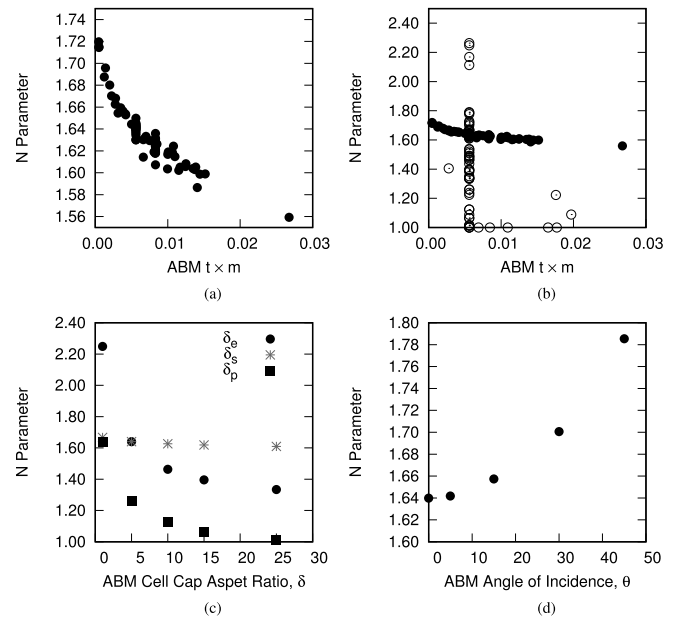 1.74
1.72
1.70
1.68
1.66
1.64
1.62
1.60
1.58
1.56
0.00 0.01 0.02 0.03
N Parameter
ABM t × m
(a)
2.40
2.20
2.00
1.80
1.60
1.40
1.20
1.00
0.00 0.01 0.02 0.03
N Parameter
ABM t × m
(b)
2.40
2.20
2.00
1.80
1.60
1.40
1.20
1.00
0 5 10 15 20 25 30
N Parameter
δe
δs
δp
ABM Cell Cap Aspet Ratio, δ
(c)
1.80
1.78
1.76
1.74
1.72
1.70
1.68
1.66
1.64
1.62
1.60
0 10 20 30 40 50
N Parameter
ABM Angle of Incidence, θ
(d)